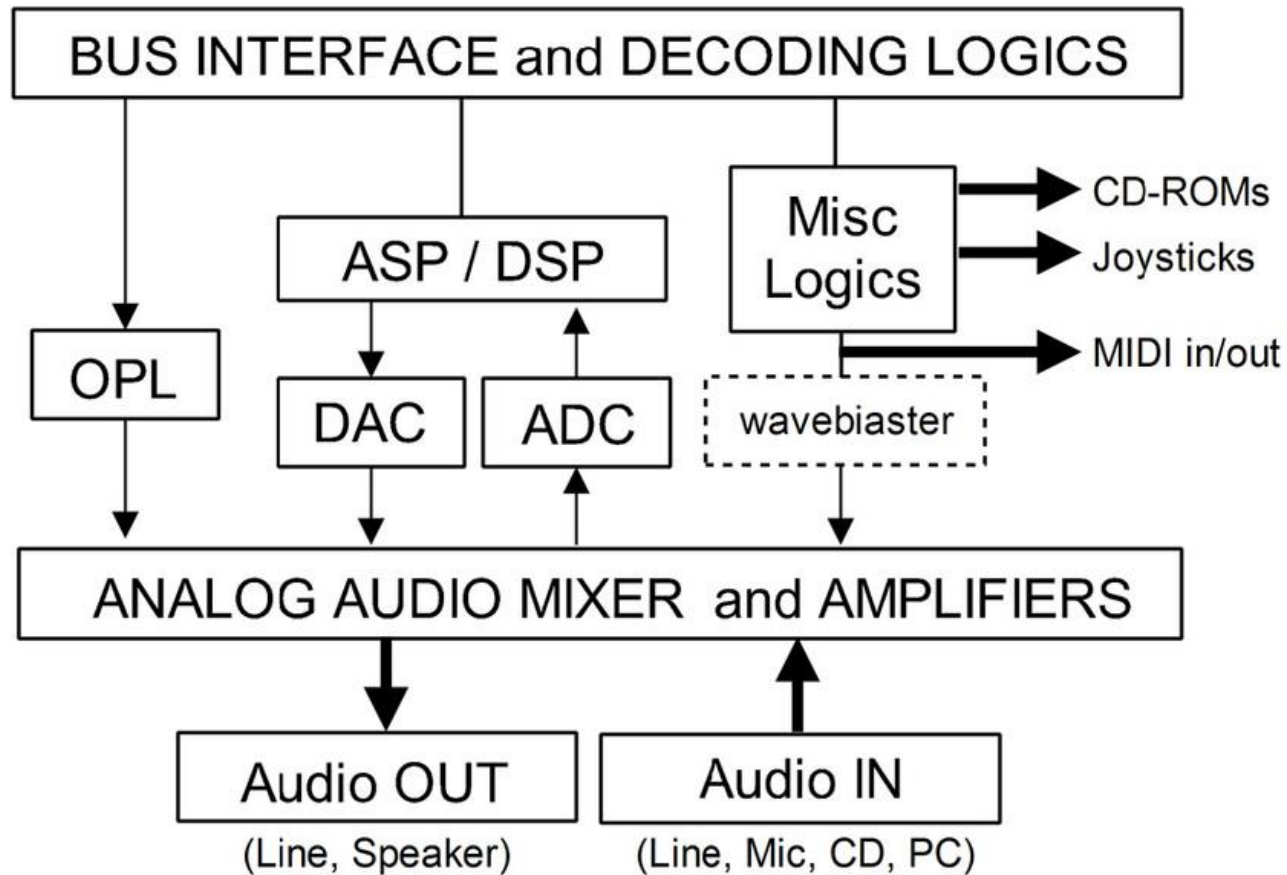 BUS INTERFACE and DECODING LOGICS
CD-ROMs
Misc
Logics
ASP / DSP
Joysticks
OPL
MIDI in/out
DAC
ADC
wavebiaster
ANALOG AUDIO MIXER and AMPLIFIERS
Audio OUT
Audio IN
(Line, Speaker)
(Line, Mic, CD, PC)